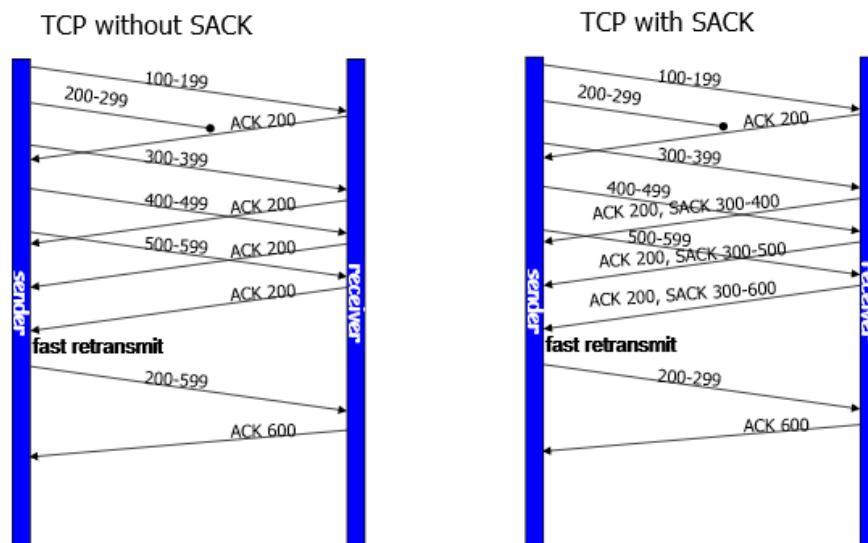 TCP without SACK
100-199
200-299
ACK 200
300-399
400-499
ACK 200
500-599
ACK 200
ACK 200
sender
receiver
fast retransmit
200-599
ACK 600
TCP with SACK
100-199
200-299
ACK 200
300-399
400-499
ACK 200, SACK 300-400
500-599
ACK 200, SACK 300-500
ACK 200, SACK 300-600
sender
receiver
fast retransmit
200-299
ACK 600